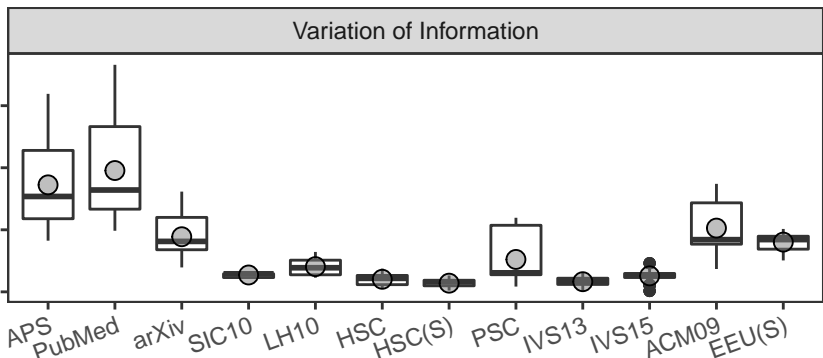 Variation of Information
APS
PubMed
arXiv
SIC10
LH10
HSC
HSC(S)
PSC
IVS13
IVS15
ACM09
EEU(S)